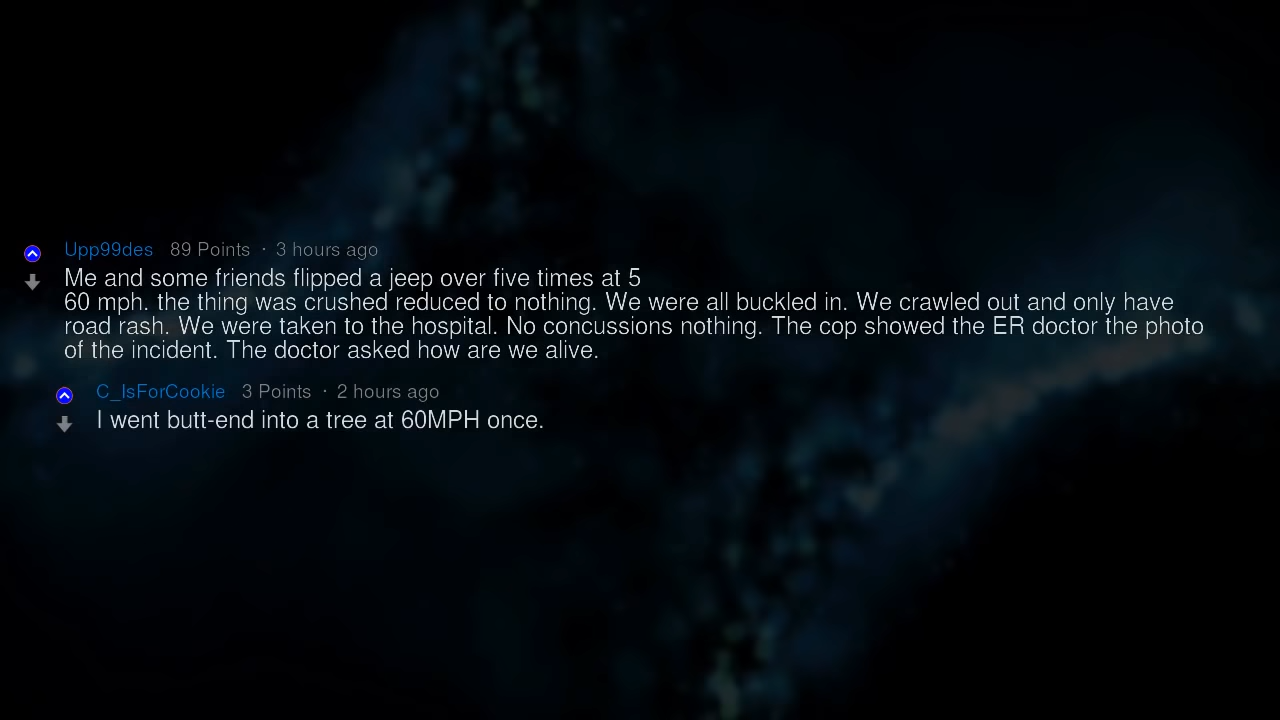 Upp99des 89 Points · 3 hours ago
Me and some friends flipped a jeep over five times at 5
60 mph. the thing was crushed reduced to nothing. We were all buckled in. We crawled out and only have
road rash. We were taken to the hospital. No concussions nothing. The cop showed the ER doctor the photo
of the incident. The doctor asked how are we alive.
C_IsForCookie 3 Points · 2 hours ago
I went butt-end into a tree at 60MPH once.